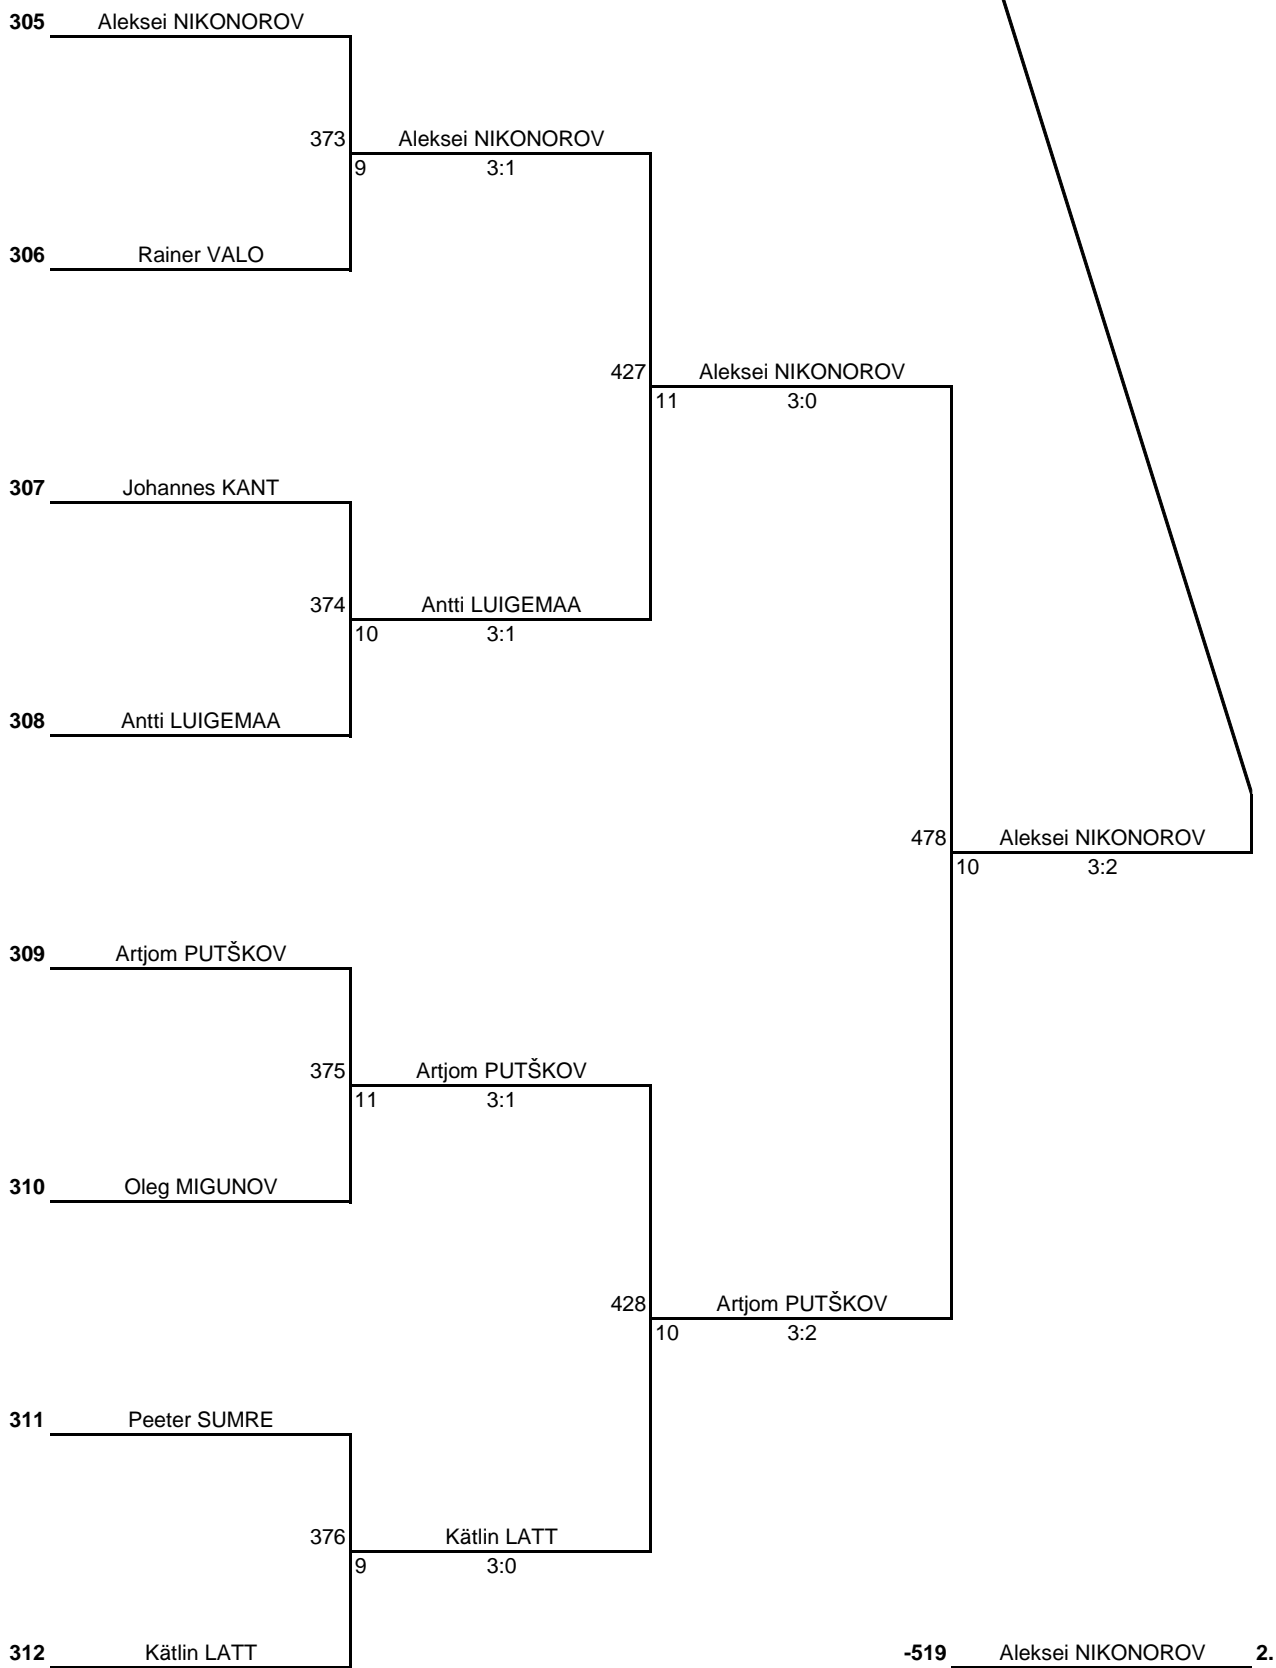 305 Aleksei NIKONOROV
373 Aleksei NIKONOROV
9 3:1
306 Rainer VALO
427 Aleksei NIKONOROV
11 3:0
307 Johannes KANT
374 Antti LUIGEMAA
10 3:1
308 Antti LUIGEMAA
478 Aleksei NIKONOROV
10 3:2
309 Artjom PUTŠKOV
375 Artjom PUTŠKOV
11 3:1
310 Oleg MIGUNOV
428 Artjom PUTŠKOV
10 3:2
311 Peeter SUMRE
376 Kätlin LATT
9 3:0
312 Kätlin LATT
-519 Aleksei NIKONOROV 2.